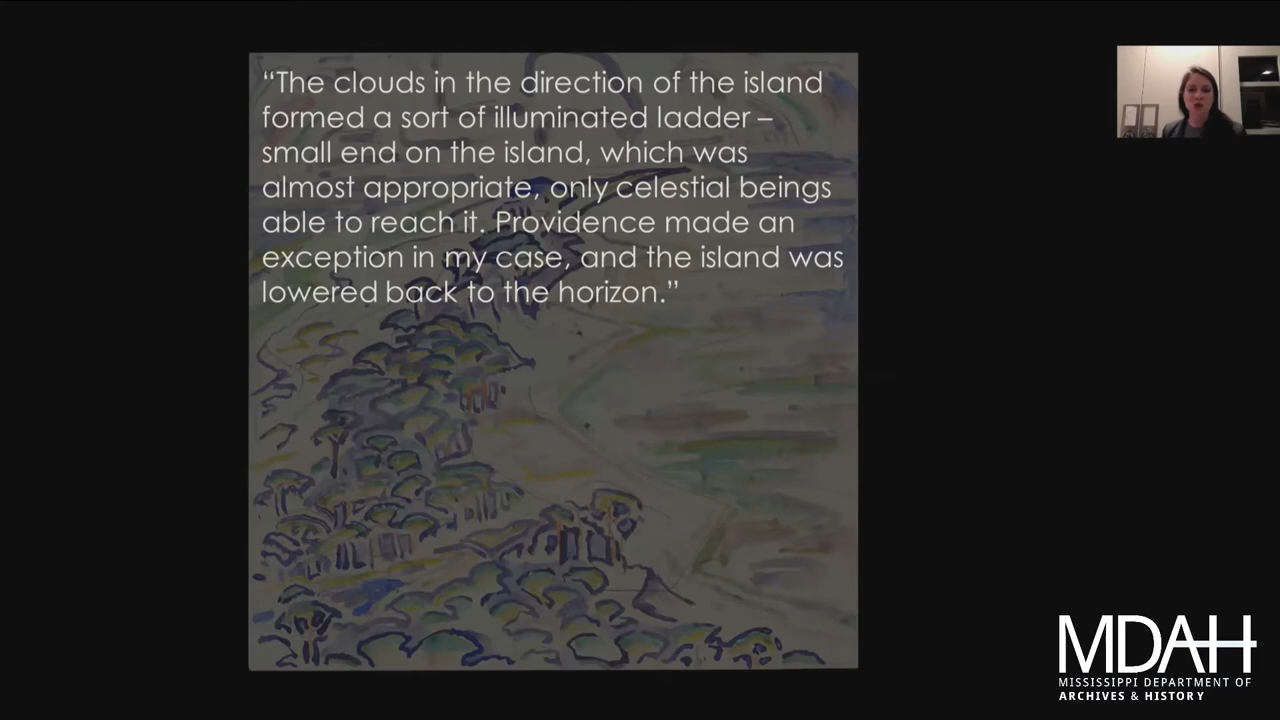 “The clouds in the direction of the island
formed a sort of illuminated ladder –
small end on the island, which was
almost appropriate, only celestial beings
able to reach it. Providence made an
exception in my case, and the island was
lowered back to the horizon.”
MDAH
MISSISSIPPI DEPARTMENT OF
ARCHIVES & HISTORY